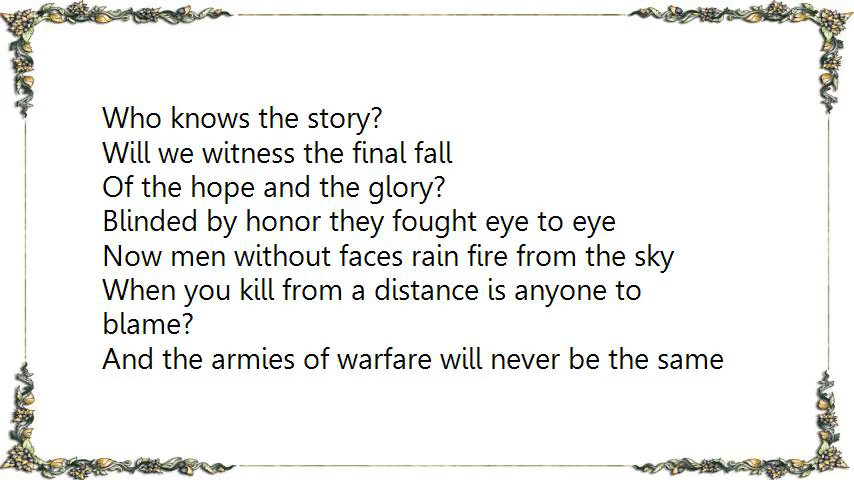 Who knows the story?
Will we witness the final fall
Of the hope and the glory?
Blinded by honor they fought eye to eye
Now men without faces rain fire from the sky
When you kill from a distance is anyone to
blame?
And the armies of warfare will never be the same